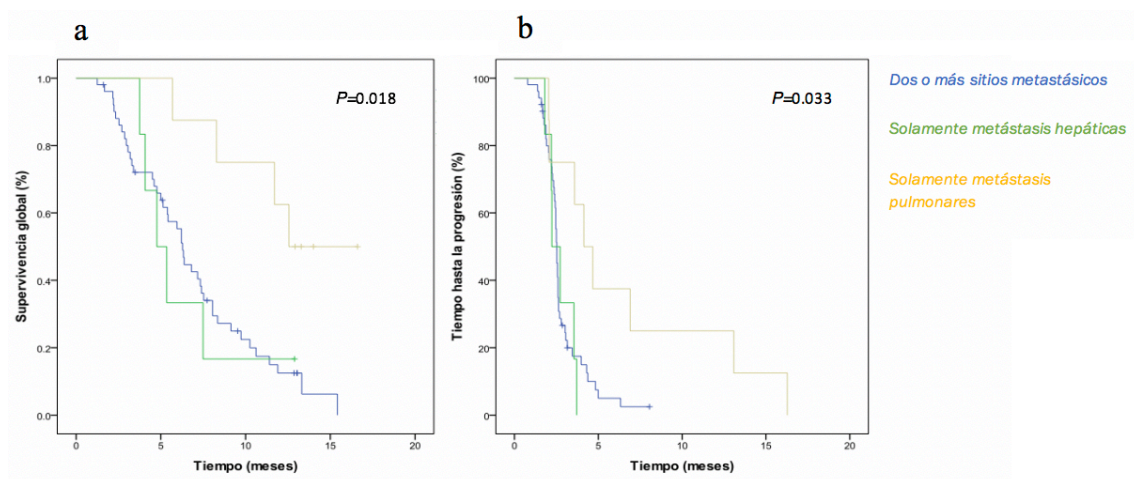 a
P=0.018
Supervivencia global (%)
1.0
0.8
0.6
0.4
0.2
0.0
0
5
10
15
20
Tiempo (meses)
b
P=0.033
Tiempo hasta la progresión (%)
100
80
60
40
20
0
0
5
10
15
20
Tiempo (meses)
Dos o más sitios metastásicos
Solamente metástasis hepáticas
Solamente metástasis
pulmonares